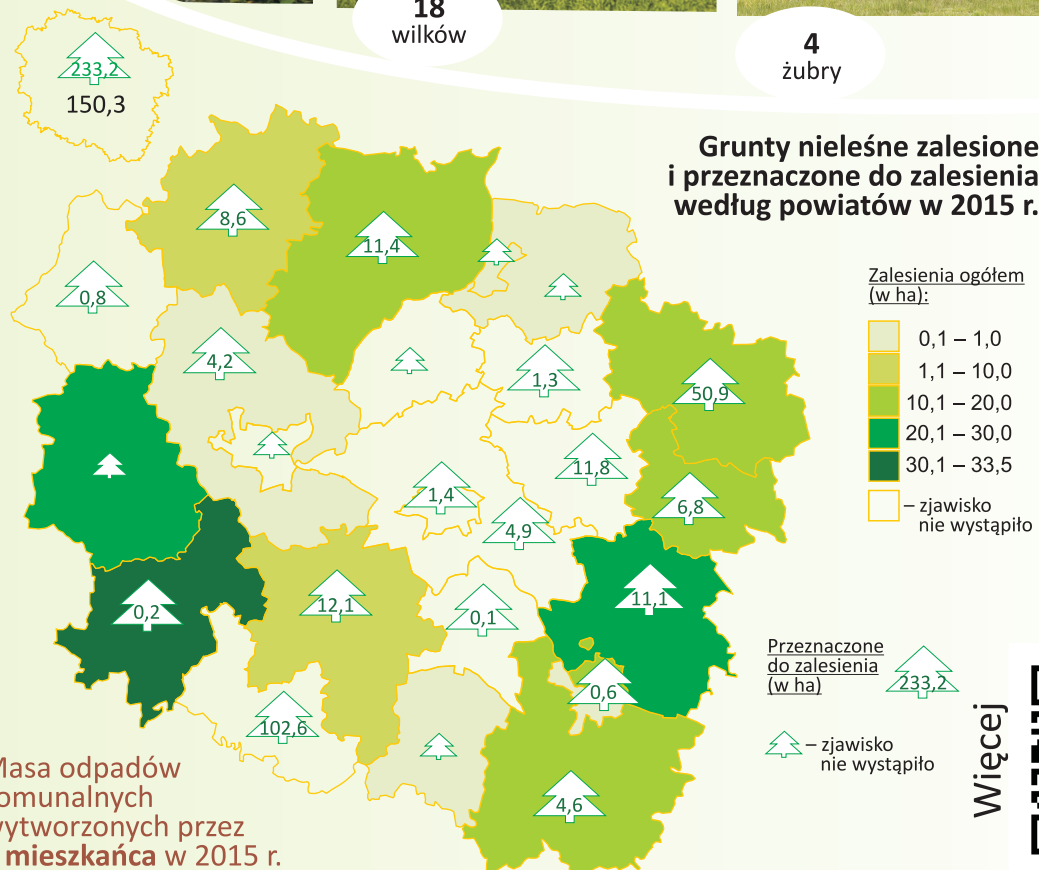 18
wilków
4
żubry
233,2
150,3
Grunty nieleśne zalesione
i przeznaczone do zalesienia
według powiatów w 2015 r.
8,6
11,4
0,8
4,2
1,3
50,9
11,8
1,4
6,8
4,9
0,2
12,1
0,1
11,1
0,6
102,6
4,6
Zalesienia ogółem
(w ha):
0,1 – 1,0
1,1 – 10,0
10,1 – 20,0
20,1 – 30,0
30,1 – 33,5
– zjawisko
nie wystąpiło
Przeznaczone
do zalesienia
(w ha)
233,2
– zjawisko
nie wystąpiło
Więcej
Masa odpadów
komunalnych
wytworzonych przez
mieszkańca w 2015 r.